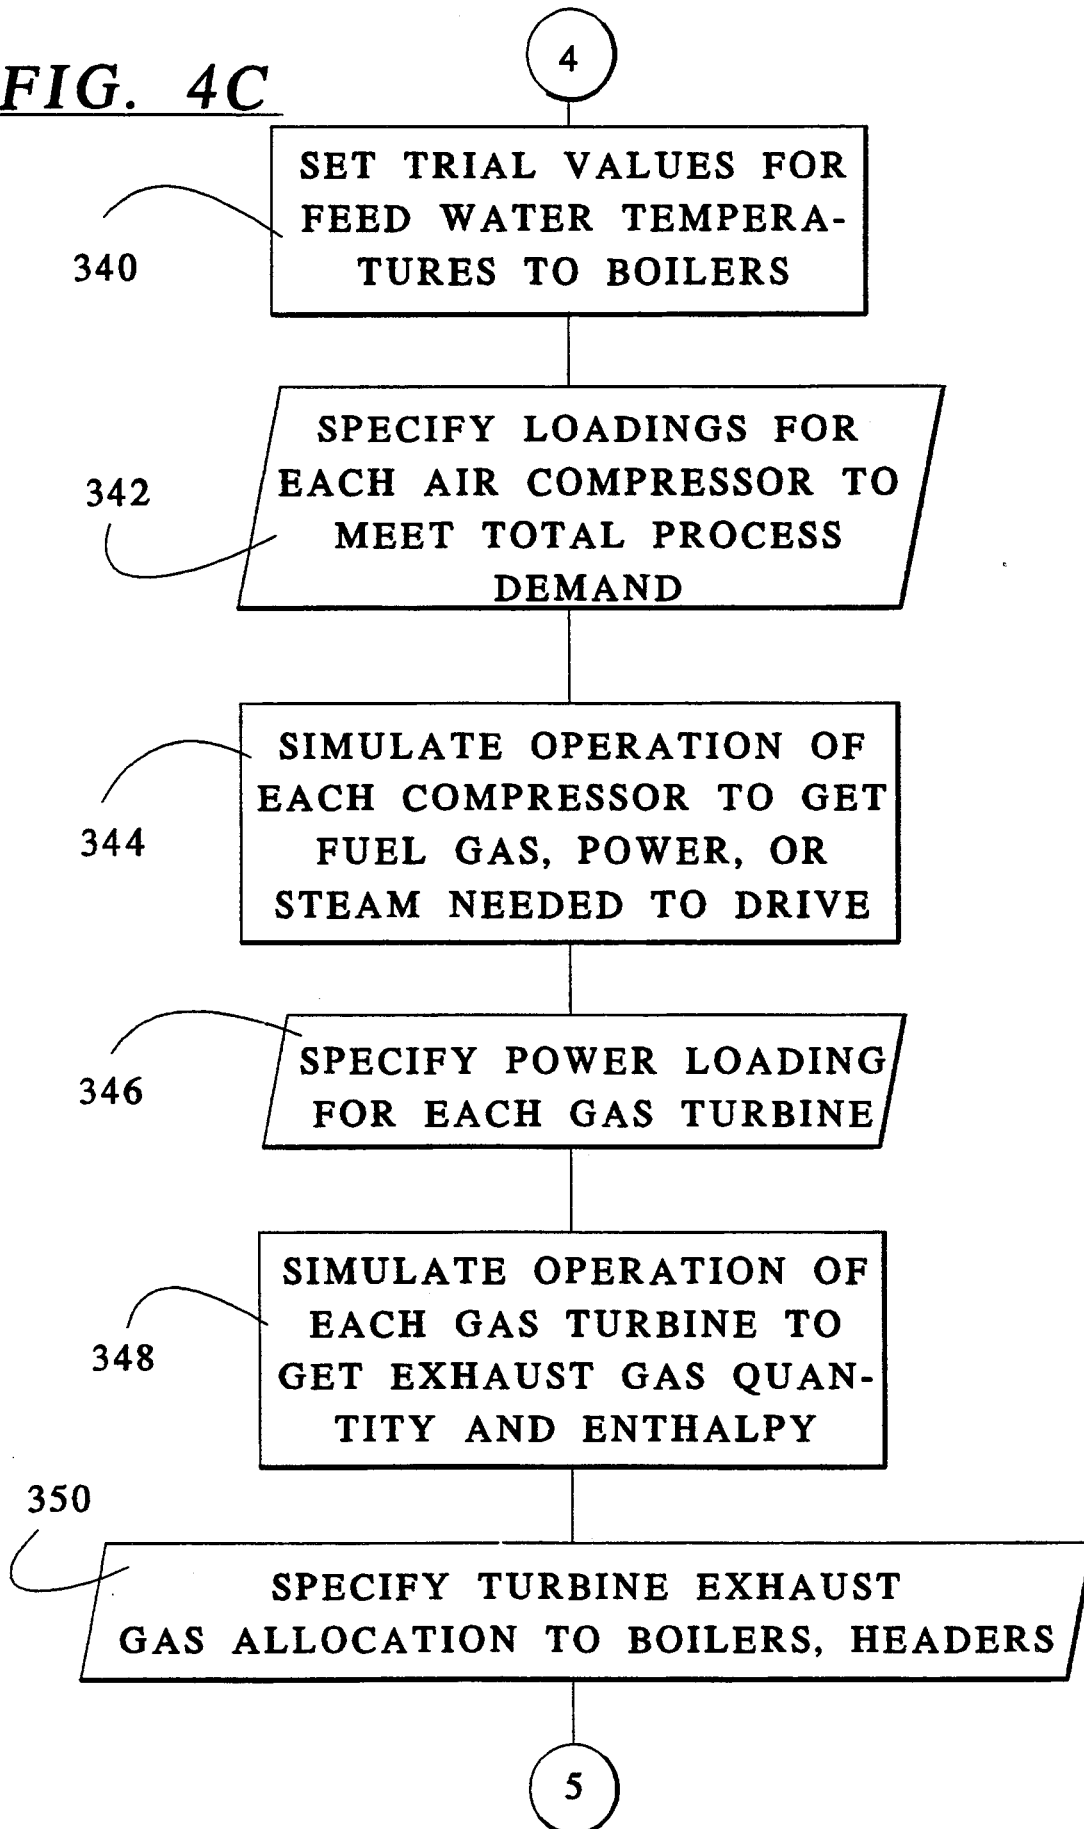 FIG. 4C
4
SET TRIAL VALUES FOR
FEED WATER TEMPERA-
TURES TO BOILERS
340
SPECIFY LOADINGS FOR
EACH AIR COMPRESSOR TO
MEET TOTAL PROCESS
DEMAND
342
SIMULATE OPERATION OF
EACH COMPRESSOR TO GET
FUEL GAS, POWER, OR
STEAM NEEDED TO DRIVE
344
SPECIFY POWER LOADING
FOR EACH GAS TURBINE
346
SIMULATE OPERATION OF
EACH GAS TURBINE TO
GET EXHAUST GAS QUAN-
TITY AND ENTHALPY
348
350
SPECIFY TURBINE EXHAUST
GAS ALLOCATION TO BOILERS, HEADERS
5